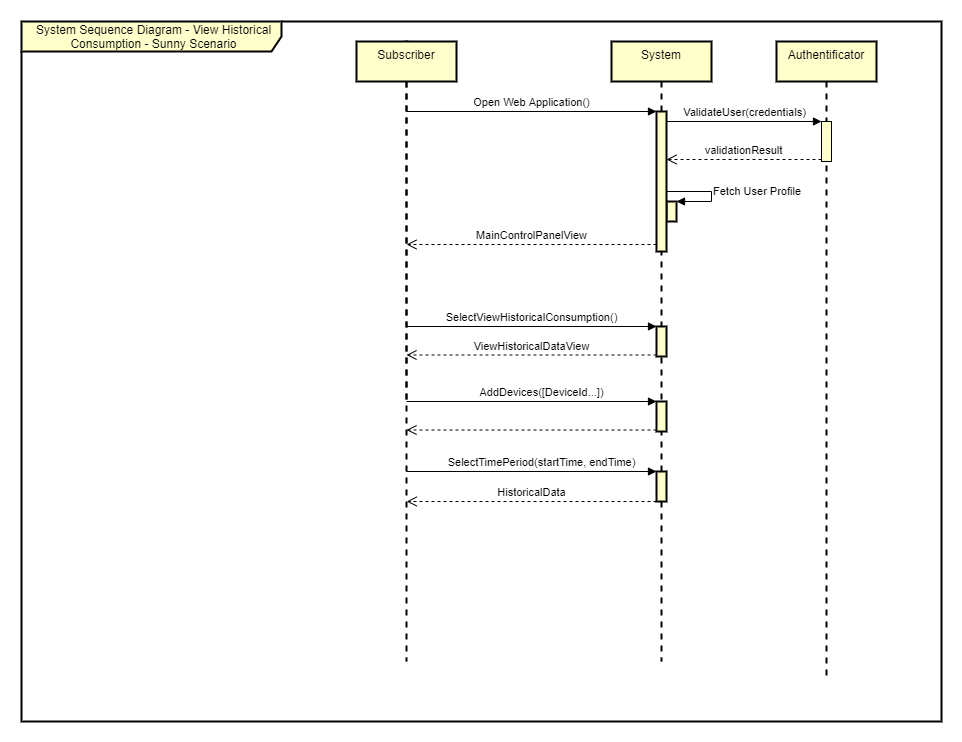 System Sequence Diagram - View Historical
Consumption - Sunny Scenario
Subscriber
System
Authentificator
Open Web Application()
ValidateUser(credentials)
validationResult
Fetch User Profile
MainControlPanelView
SelectViewHistoricalConsumption()
ViewHistoricalDataView
AddDevices([DeviceId...])
SelectTimePeriod(startTime, endTime)
HistoricalData